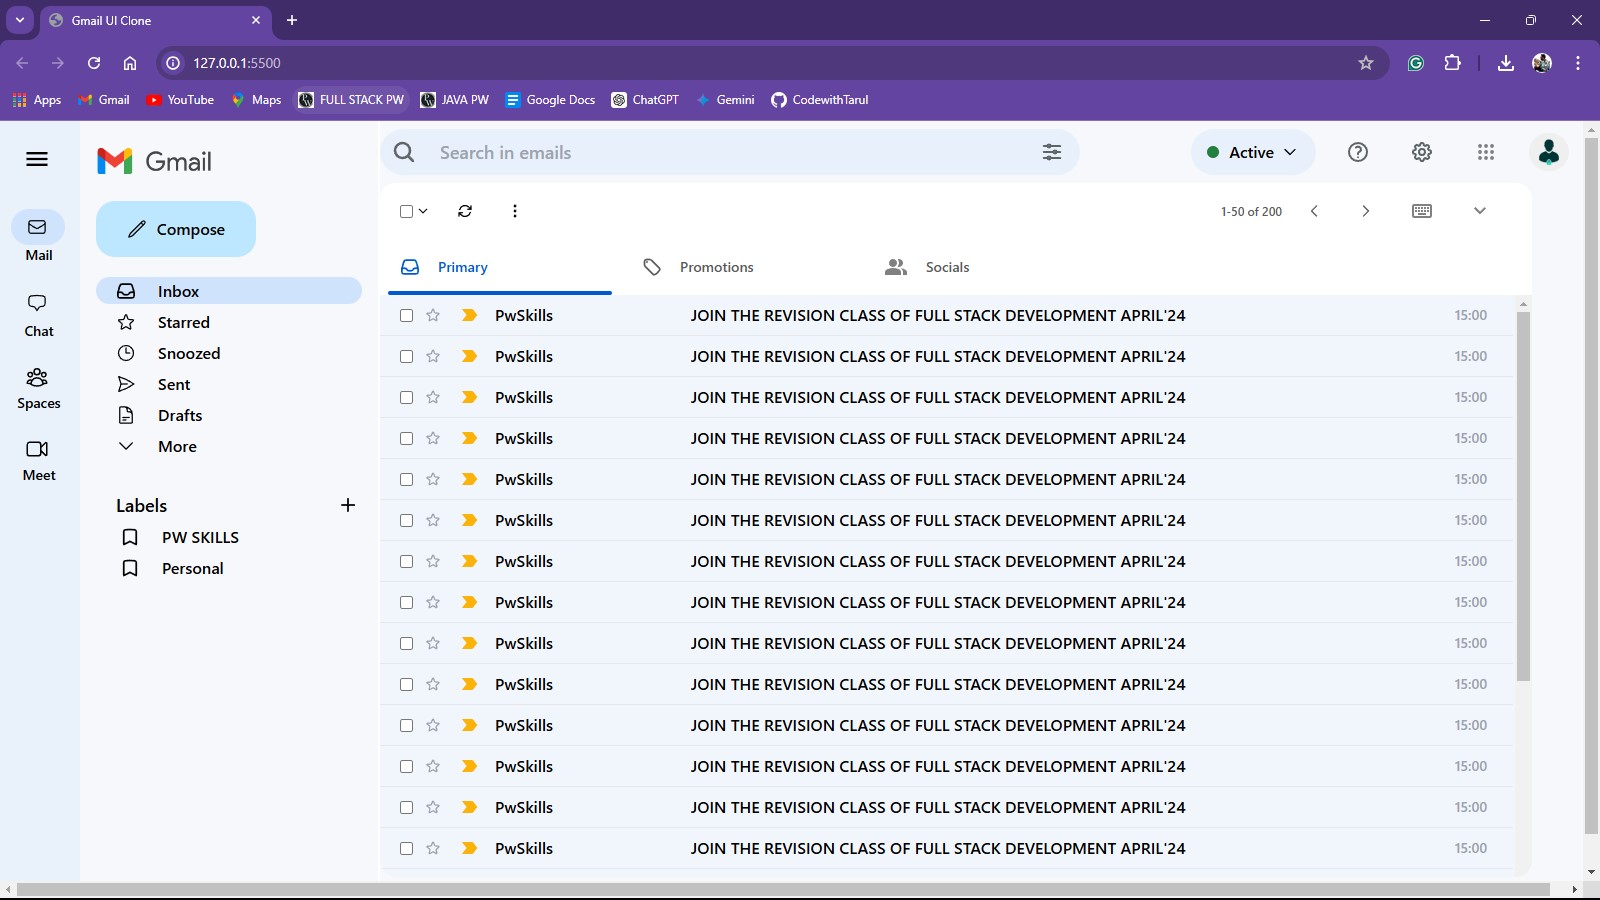 Gmail UI Clone
127.0.0.1:5500
Apps Gmail YouTube Maps FULL STACK PW JAVA PW Google Docs ChatGPT Gemini CodewithTarul
Gmail
Search in emails
Active
Compose
Mail
Chat
Spaces
Meet
Inbox
Starred
Snoozed
Sent
Drafts
More
Labels
PW SKILLS
Personal
1-50 of 200
Primary Promotions Socials
PwSkills JOIN THE REVISION CLASS OF FULL STACK DEVELOPMENT APRIL'24 15:00
PwSkills JOIN THE REVISION CLASS OF FULL STACK DEVELOPMENT APRIL'24 15:00
PwSkills JOIN THE REVISION CLASS OF FULL STACK DEVELOPMENT APRIL'24 15:00
PwSkills JOIN THE REVISION CLASS OF FULL STACK DEVELOPMENT APRIL'24 15:00
PwSkills JOIN THE REVISION CLASS OF FULL STACK DEVELOPMENT APRIL'24 15:00
PwSkills JOIN THE REVISION CLASS OF FULL STACK DEVELOPMENT APRIL'24 15:00
PwSkills JOIN THE REVISION CLASS OF FULL STACK DEVELOPMENT APRIL'24 15:00
PwSkills JOIN THE REVISION CLASS OF FULL STACK DEVELOPMENT APRIL'24 15:00
PwSkills JOIN THE REVISION CLASS OF FULL STACK DEVELOPMENT APRIL'24 15:00
PwSkills JOIN THE REVISION CLASS OF FULL STACK DEVELOPMENT APRIL'24 15:00
PwSkills JOIN THE REVISION CLASS OF FULL STACK DEVELOPMENT APRIL'24 15:00
PwSkills JOIN THE REVISION CLASS OF FULL STACK DEVELOPMENT APRIL'24 15:00
PwSkills JOIN THE REVISION CLASS OF FULL STACK DEVELOPMENT APRIL'24 15:00
PwSkills JOIN THE REVISION CLASS OF FULL STACK DEVELOPMENT APRIL'24 15:00